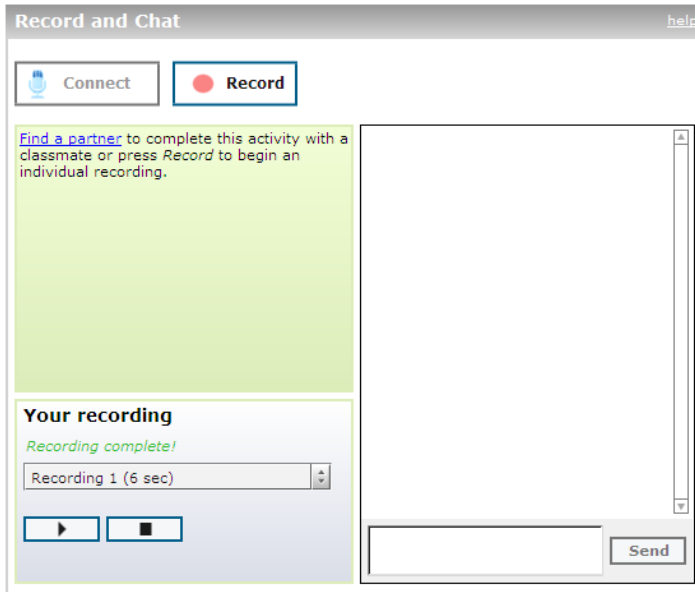 Record and Chat
help
Connect
Record
Find a partner to complete this activity with a
classmate or press Record to begin an
individual recording.
Your recording
Recording complete!
Recording 1 (6 sec)
Send